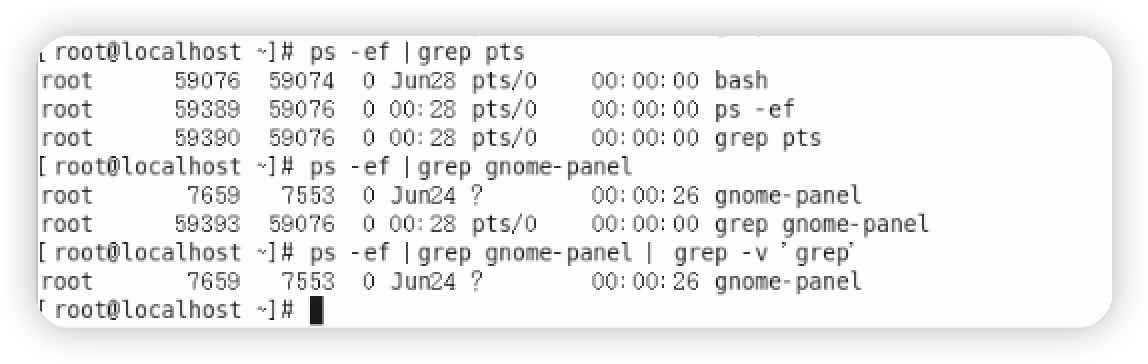 [root@localhost ~]# ps -ef |grep pts
root 59076 59074 0 Jun28 pts/0 00:00:00 bash
root 59389 59076 0 00:28 pts/0 00:00:00 ps -ef
root 59390 59076 0 00:28 pts/0 00:00:00 grep pts
[root@localhost ~]# ps -ef |grep gnome-panel
root 7659 7553 0 Jun24 ? 00:00:26 gnome-panel
root 59393 59076 0 00:28 pts/0 00:00:00 grep gnome-panel
[root@localhost ~]# ps -ef |grep gnome-panel | grep -v 'grep'
root 7659 7553 0 Jun24 ? 00:00:26 gnome-panel
[root@localhost ~]#